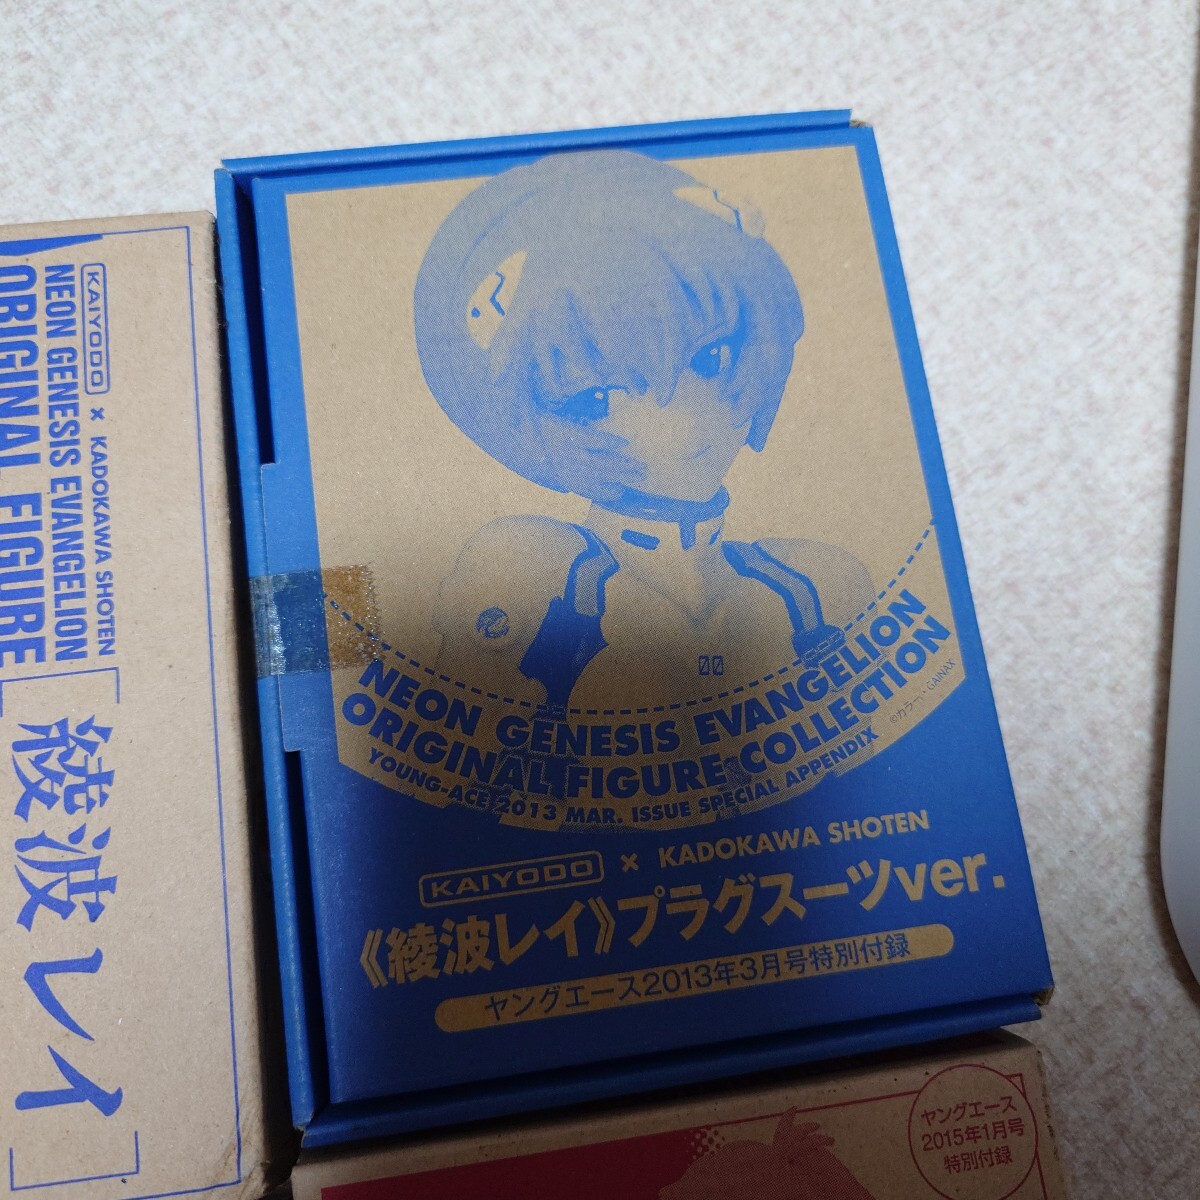 KAIYODO × KADOKAWA SHOTEN
NEON GENESIS EVANGELION
ORIGINAL FIGURE
[綾波レイ]
00
NEON GENESIS EVANGELION
ORIGINAL FIGURE COLLECTION
YOUNG-ACE 2013 MAR. ISSUE SPECIAL APPENDIX
©カラー・GAINAX
KAIYODO × KADOKAWA SHOTEN
《綾波レイ》プラグスーツver.
ヤングエース2013年3月号特別付録
ヤングエース
2015年1月号
特別付録